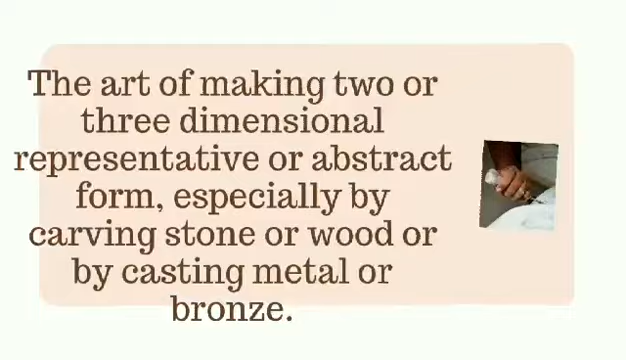 The art of making two or
three dimensional
representative or abstract
form, especially by
carving stone or wood or
by casting metal or
bronze.